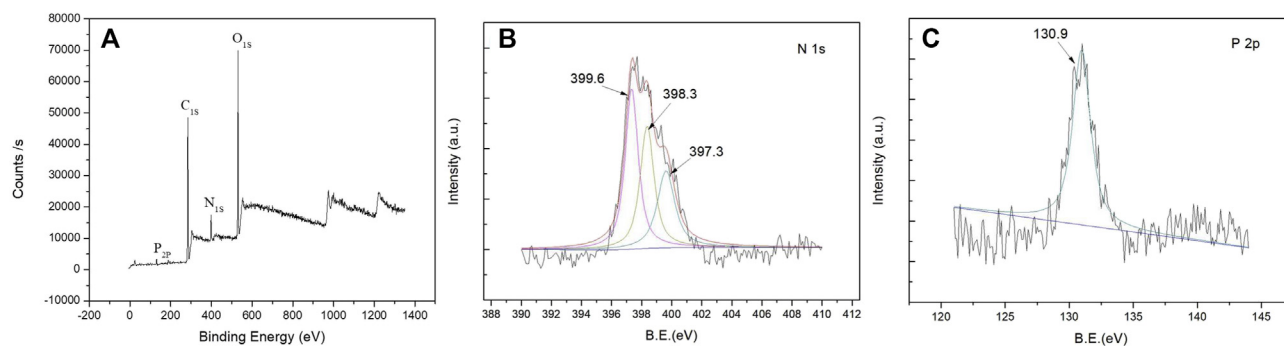 A
80000
70000
60000
50000
40000
30000
20000
10000
0
-10000
Counts /s
O1S
C1S
N1S
P2P
-200 0 200 400 600 800 1000 1200 1400
Binding Energy (eV)
B
N 1s
399.6
398.3
397.3
Intensity (a.u.)
388 390 392 394 396 398 400 402 404 406 408 410 412
B.E.(eV)
C
P 2p
130.9
Intensity (a.u.)
120 125 130 135 140 145
B.E.(eV)